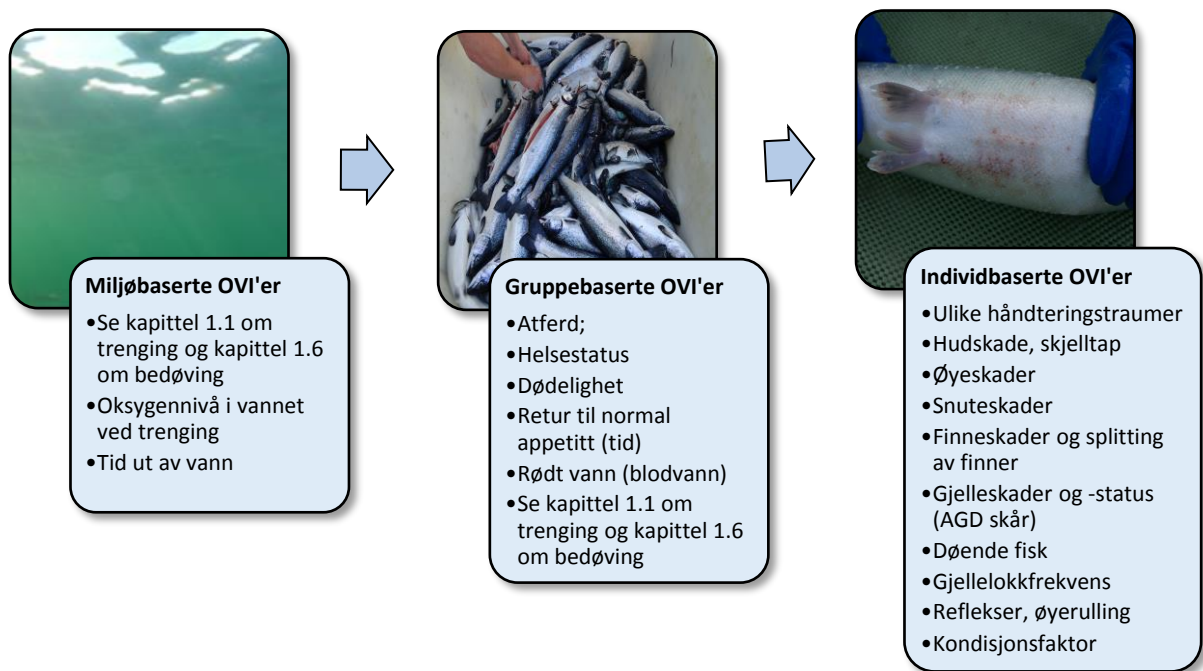 Miljøbaserte OVI'er
•Se kapittel 1.1 om
trenging og kapittel 1.6
om bedøving
•Oksygennivå i vannet
ved trenging
•Tid ut av vann
Gruppebaserte OVI'er
•Atferd;
•Helsestatus
•Dødelighet
•Retur til normal
appetitt (tid)
•Rødt vann (blodvann)
•Se kapittel 1.1 om
trenging og kapittel 1.6
om bedøving
Individbaserte OVI'er
•Ulike håndteringstraumer
•Hudskade, skjelltap
•Øyeskader
•Snuteskader
•Finneskader og splitting
av finner
•Gjelleskader og -status
(AGD skår)
•Døende fisk
•Gjellelokkfrekvens
•Reflekser, øyerulling
•Kondisjonsfaktor